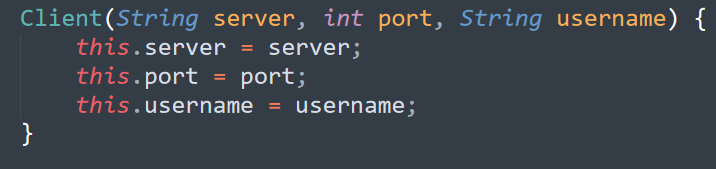 Client(String server, int port, String username) {
    this.server = server;
    this.port = port;
    this.username = username;
}